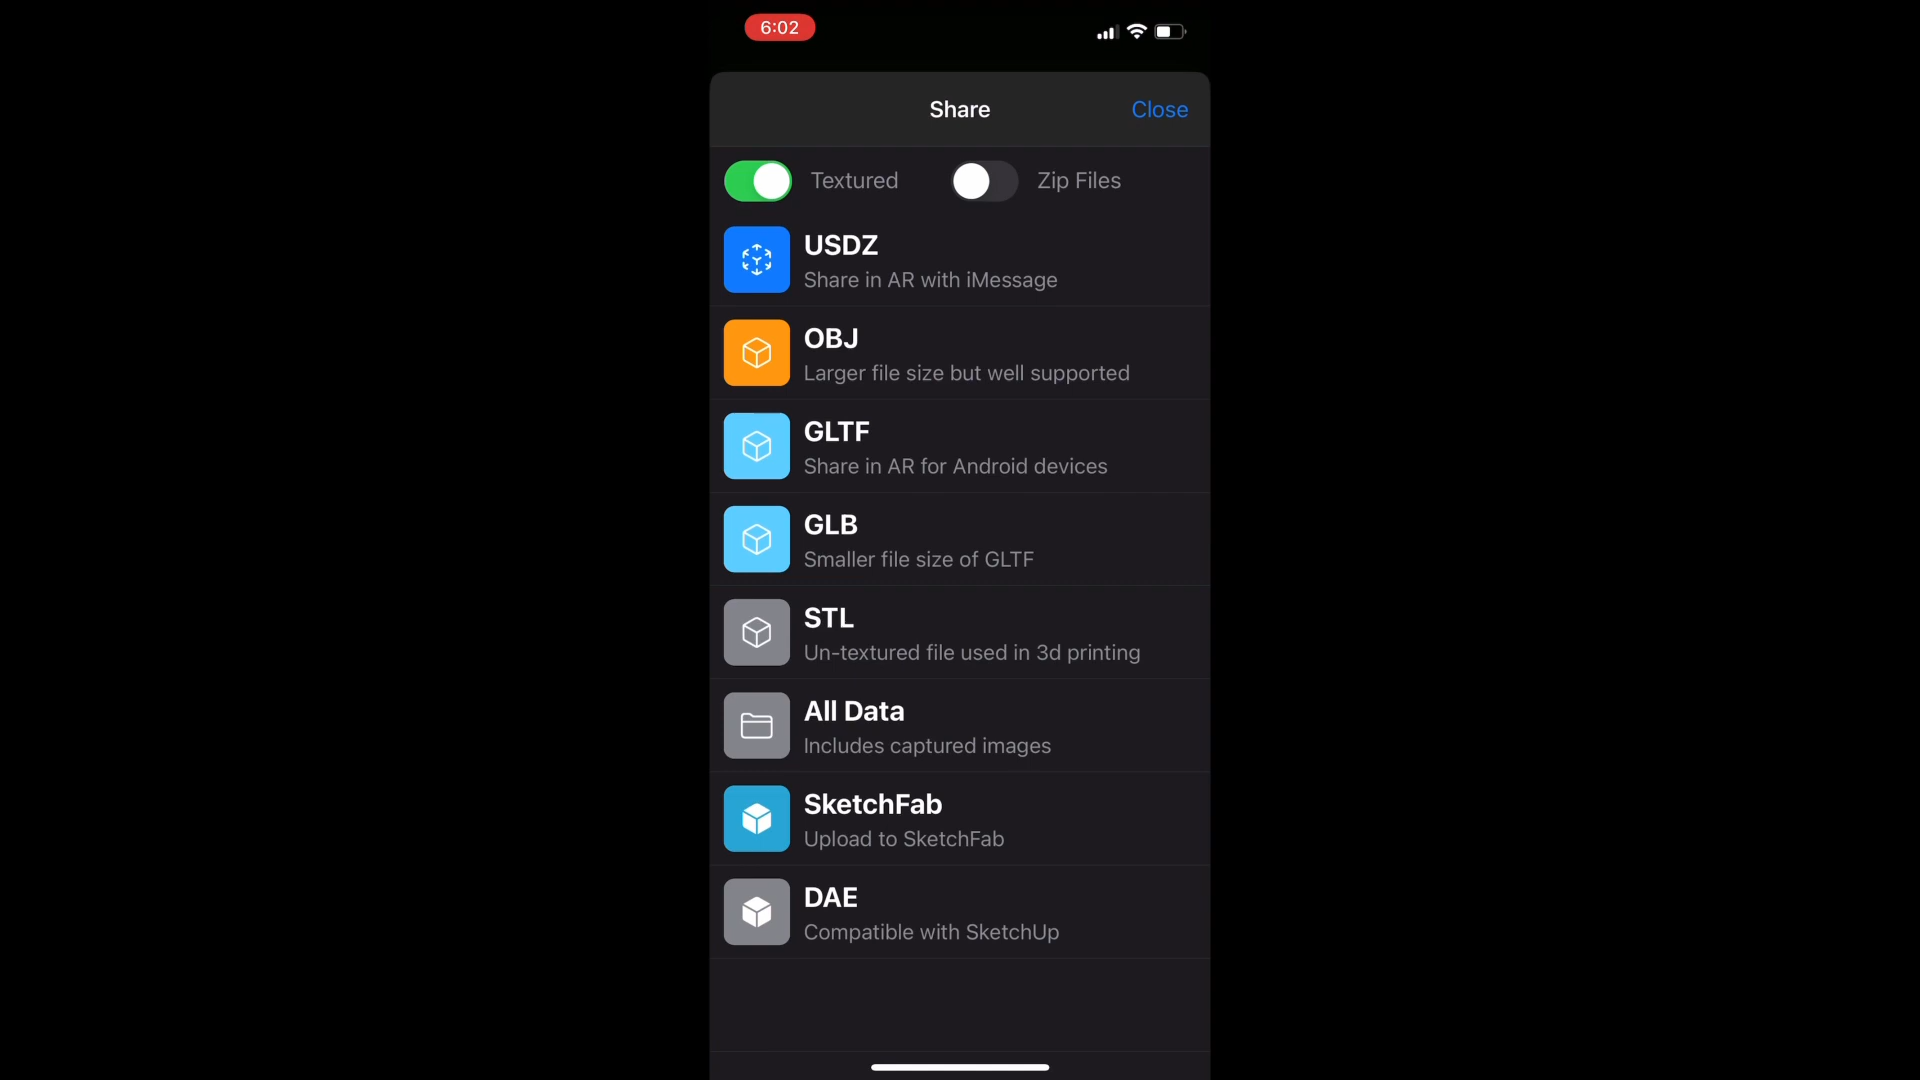 6:02
Share
Close
Textured
Zip Files
USDZ
Share in AR with iMessage
OBJ
Larger file size but well supported
GLTF
Share in AR for Android devices
GLB
Smaller file size of GLTF
STL
Un-textured file used in 3d printing
All Data
Includes captured images
SketchFab
Upload to SketchFab
DAE
Compatible with SketchUp